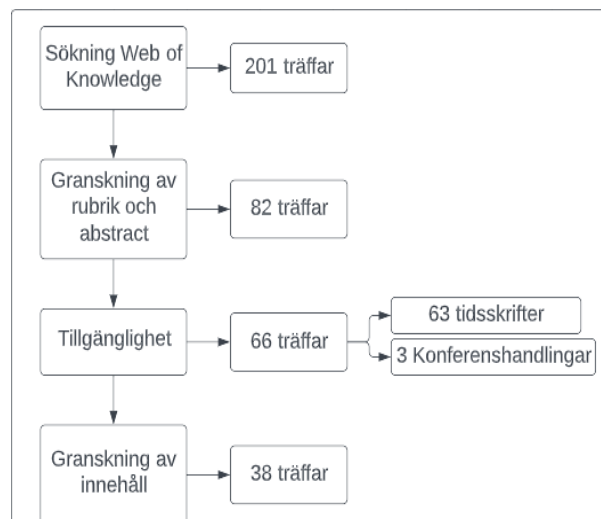 Sökning Web of
Knowledge
201 träffar
Granskning av
rubrik och
abstract
82 träffar
Tillgänglighet
66 träffar
63 tidsskrifter
3 Konferenshandlingar
Granskning av
innehåll
38 träffar